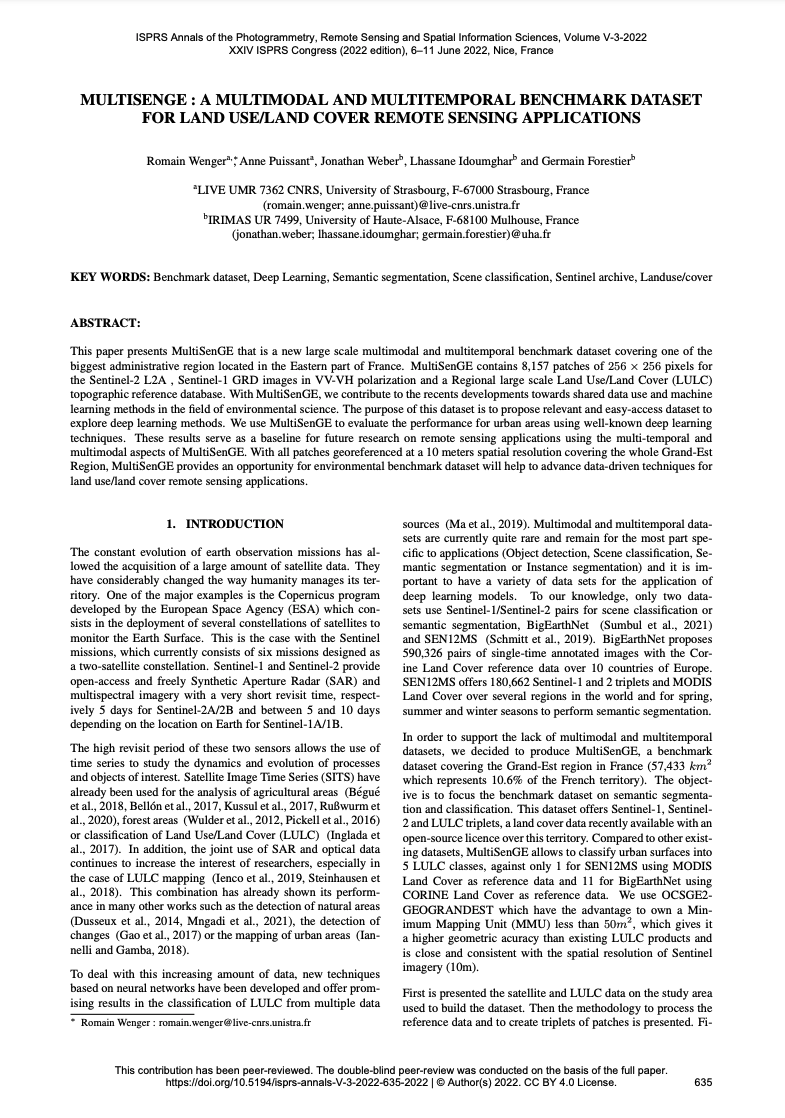 ISPRS Annals of the Photogrammetry, Remote Sensing and Spatial Information Sciences, Volume V-3-2022
XXIV ISPRS Congress (2022 edition), 6–11 June 2022, Nice, France
MULTISENGE : A MULTIMODAL AND MULTITEMPORAL BENCHMARK DATASET
FOR LAND USE/LAND COVER REMOTE SENSING APPLICATIONS
Romain Wengera,*, Anne Puissanta, Jonathan Weberb, Lhassane Idoumgharb and Germain Forestierb
aLIVE UMR 7362 CNRS, University of Strasbourg, F-67000 Strasbourg, France
(romain.wenger; anne.puissant)@live-cnrs.unistra.fr
bIRIMAS UR 7499, University of Haute-Alsace, F-68100 Mulhouse, France
(jonathan.weber; lhassane.idoumghar; germain.forestier)@uha.fr
KEY WORDS: Benchmark dataset, Deep Learning, Semantic segmentation, Scene classification, Sentinel archive, Landuse/cover
ABSTRACT:
This paper presents MultiSenGE that is a new large scale multimodal and multitemporal benchmark dataset covering one of the
biggest administrative region located in the Eastern part of France. MultiSenGE contains 8,157 patches of 256 × 256 pixels for
the Sentinel-2 L2A , Sentinel-1 GRD images in VV-VH polarization and a Regional large scale Land Use/Land Cover (LULC)
topographic reference database. With MultiSenGE, we contribute to the recents developments towards shared data use and machine
learning methods in the field of environmental science. The purpose of this dataset is to propose relevant and easy-access dataset to
explore deep learning methods. We use MultiSenGE to evaluate the performance for urban areas using well-known deep learning
techniques. These results serve as a baseline for future research on remote sensing applications using the multi-temporal and
multimodal aspects of MultiSenGE. With all patches georeferenced at a 10 meters spatial resolution covering the whole Grand-Est
Region, MultiSenGE provides an opportunity for environmental benchmark dataset will help to advance data-driven techniques for
land use/land cover remote sensing applications.
1. INTRODUCTION
The constant evolution of earth observation missions has al-
lowed the acquisition of a large amount of satellite data. They
have considerably changed the way humanity manages its ter-
ritory. One of the major examples is the Copernicus program
developed by the European Space Agency (ESA) which con-
sists in the deployment of several constellations of satellites to
monitor the Earth Surface. This is the case with the Sentinel
missions, which currently consists of six missions designed as
a two-satellite constellation. Sentinel-1 and Sentinel-2 provide
open-access and freely Synthetic Aperture Radar (SAR) and
multispectral imagery with a very short revisit time, respect-
ively 5 days for Sentinel-2A/2B and between 5 and 10 days
depending on the location on Earth for Sentinel-1A/1B.
The high revisit period of these two sensors allows the use of
time series to study the dynamics and evolution of processes
and objects of interest. Satellite Image Time Series (SITS) have
already been used for the analysis of agricultural areas (Bégué
et al., 2018, Bellón et al., 2017, Kussul et al., 2017, Rußwurm et
al., 2020), forest areas (Wulder et al., 2012, Pickell et al., 2016)
or classification of Land Use/Land Cover (LULC) (Inglada et
al., 2017). In addition, the joint use of SAR and optical data
continues to increase the interest of researchers, especially in
the case of LULC mapping (Ienco et al., 2019, Steinhausen et
al., 2018). This combination has already shown its perform-
ance in many other works such as the detection of natural areas
(Dusseux et al., 2014, Mngadi et al., 2021), the detection of
changes (Gao et al., 2017) or the mapping of urban areas (Ian-
nelli and Gamba, 2018).
To deal with this increasing amount of data, new techniques
based on neural networks have been developed and offer prom-
ising results in the classification of LULC from multiple data
* Romain Wenger : romain.wenger@live-cnrs.unistra.fr
sources (Ma et al., 2019). Multimodal and multitemporal data-
sets are currently quite rare and remain for the most part spe-
cific to applications (Object detection, Scene classification, Se-
mantic segmentation or Instance segmentation) and it is im-
portant to have a variety of data sets for the application of
deep learning models. To our knowledge, only two data-
sets use Sentinel-1/Sentinel-2 pairs for scene classification or
semantic segmentation, BigEarthNet (Sumbul et al., 2021)
and SEN12MS (Schmitt et al., 2019). BigEarthNet proposes
590,326 pairs of single-time annotated images with the Cor-
ine Land Cover reference data over 10 countries of Europe.
SEN12MS offers 180,662 Sentinel-1 and 2 triplets and MODIS
Land Cover over several regions in the world and for spring,
summer and winter seasons to perform semantic segmentation.
In order to support the lack of multimodal and multitemporal
datasets, we decided to produce MultiSenGE, a benchmark
dataset covering the Grand-Est region in France (57,433 km2
which represents 10.6% of the French territory). The object-
ive is to focus the benchmark dataset on semantic segmenta-
tion and classification. This dataset offers Sentinel-1, Sentinel-
2 and LULC triplets, a land cover data recently available with an
open-source licence over this territory. Compared to other exist-
ing datasets, MultiSenGE allows to classify urban surfaces into
5 LULC classes, against only 1 for SEN12MS using MODIS
Land Cover as reference data and 11 for BigEarthNet using
CORINE Land Cover as reference data. We use OCSGE2-
GEOGRANDEST which have the advantage to own a Min-
imum Mapping Unit (MMU) less than 50m2, which gives it
a higher geometric acuracy than existing LULC products and
is close and consistent with the spatial resolution of Sentinel
imagery (10m).
First is presented the satellite and LULC data on the study area
used to build the dataset. Then the methodology to process the
reference data and to create triplets of patches is presented. Fi-
This contribution has been peer-reviewed. The double-blind peer-review was conducted on the basis of the full paper.
https://doi.org/10.5194/isprs-annals-V-3-2022-635-2022 | © Author(s) 2022. CC BY 4.0 License.
635